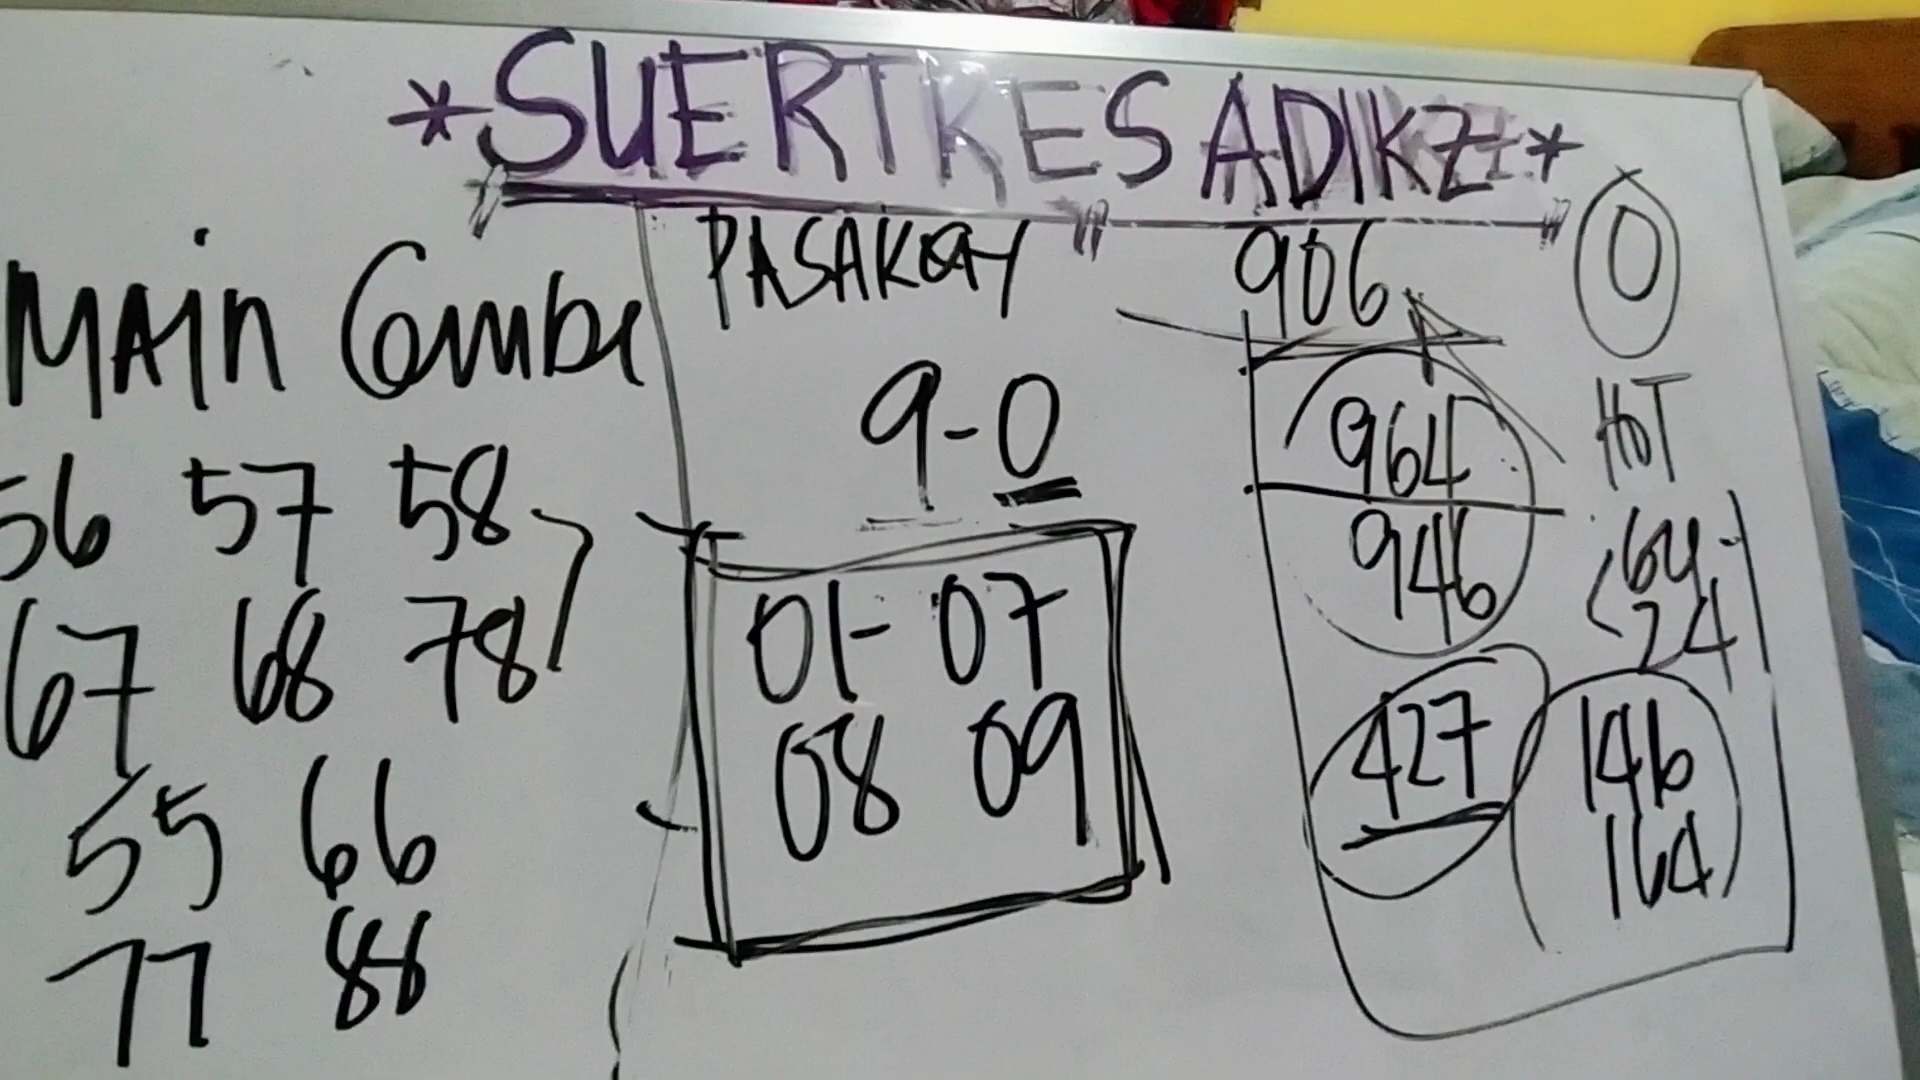 *SUERTKES ADIKZ*
MAIN Combi
56 57 58
67 68 78
55 66
77 88
PASAKAY
9-0
01- 07
08 09
906
964
946
427
0
HOT
64-
24
146
164